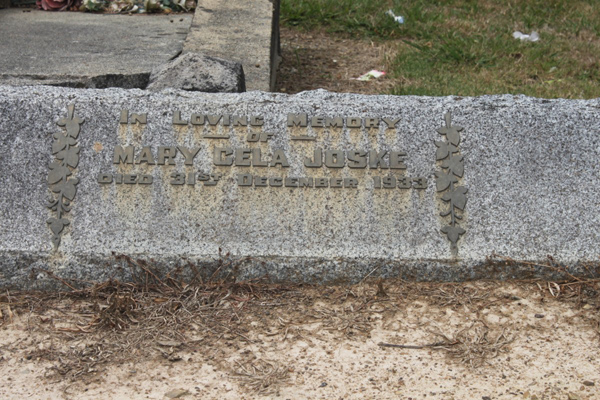 In Loving Memory
— of —
Mary Cela Joske
Died 31st December 1933